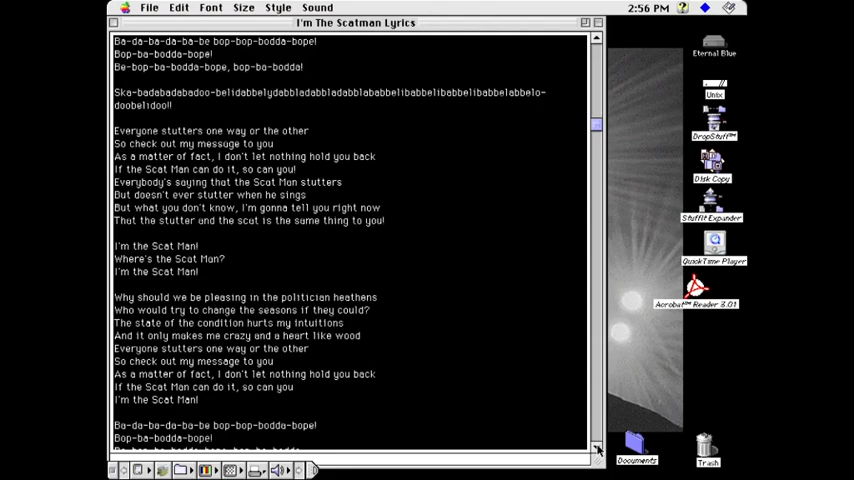 File Edit Font Size Style Sound
2:56 PM
I'm The Scatman Lyrics
Ba-da-ba-da-ba-be bop-bop-bodda-bope!
Bop-ba-bodda-bope!
Be-bop-ba-bodda-bope, bop-ba-bodda!
Ska-badabadabadoo-belidabbelydabbladabbladabblababbelibabbelibabbelibabbelabbelo-
doobelidoo!!
Everyone stutters one way or the other
So check out my message to you
As a matter of fact, I don't let nothing hold you back
If the Scat Man can do it, so can you!
Everybody's saying that the Scat Man stutters
But doesn't ever stutter when he sings
But what you don't know, I'm gonna tell you right now
That the stutter and the scat is the same thing to you!
I'm the Scat Man!
Where's the Scat Man?
I'm the Scat Man!
Why should we be pleasing in the politician heathens
Who would try to change the seasons if they could?
The state of the condition hurts my intuitions
And it only makes me crazy and a heart like wood
Everyone stutters one way or the other
So check out my message to you
As a matter of fact, I don't let nothing hold you back
If the Scat Man can do it, so can you
I'm the Scat Man!
Ba-da-ba-da-ba-be bop-bop-bodda-bope!
Bop-ba-bodda-bope!
Eternal Blue
Unix
DropStuff™
Disk Copy
StuffIt Expander
QuickTime Player
Acrobat™ Reader 3.01
Documents
Trash